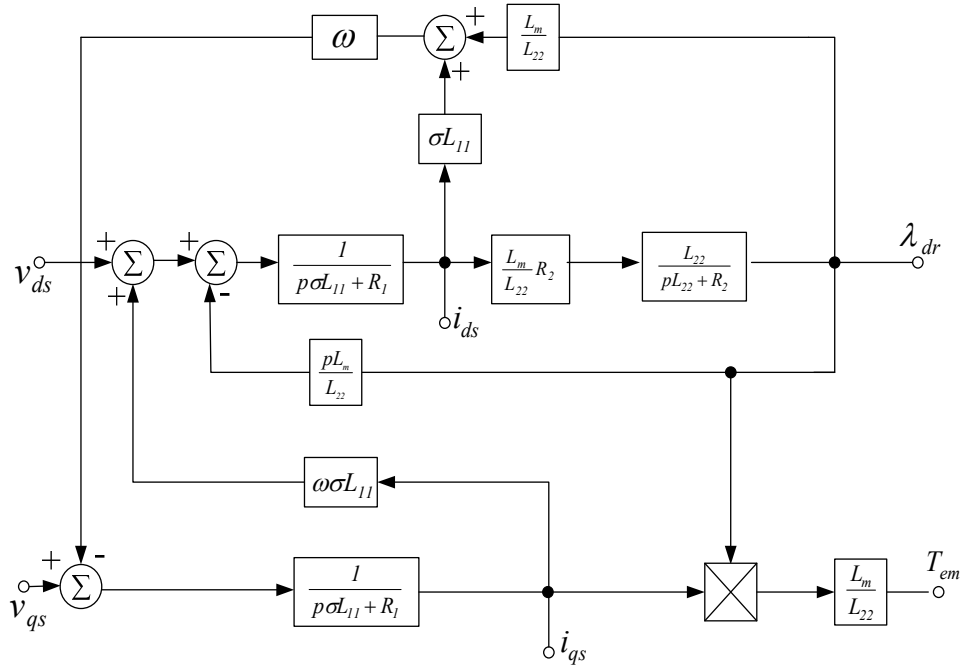 ω
Σ
+
+
L_m / L_22
σL_11
v_ds
+
Σ
+
+
Σ
-
1 / (pσL_11 + R_1)
i_ds
L_m / L_22 R_2
L_22 / (pL_22 + R_2)
λ_dr
pL_m / L_22
ωσL_11
v_qs
+
-
Σ
1 / (pσL_11 + R_1)
i_qs
L_m / L_22
T_em